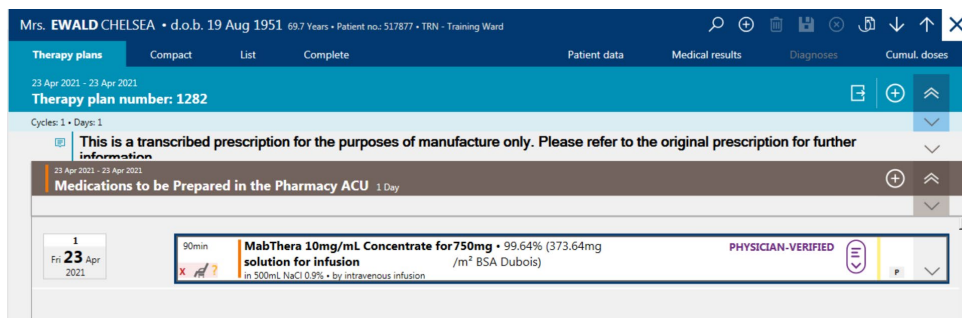 Mrs. EWALD CHELSEA • d.o.b. 19 Aug 1951 69.7 Years • Patient no.: 517877 • TRN - Training Ward
Therapy plans Compact List Complete Patient data Medical results Diagnoses Cumul. doses
23 Apr 2021 - 23 Apr 2021
Therapy plan number: 1282
Cycles: 1 • Days: 1
This is a transcribed prescription for the purposes of manufacture only. Please refer to the original prescription for further
information
23 Apr 2021 - 23 Apr 2021
Medications to be Prepared in the Pharmacy ACU 1 Day
1
Fri 23 Apr
2021
90min
X ?
MabThera 10mg/mL Concentrate for
solution for infusion
in 500mL NaCl 0.9% • by intravenous infusion
750mg • 99.64% (373.64mg
/m² BSA Dubois)
PHYSICIAN-VERIFIED
P